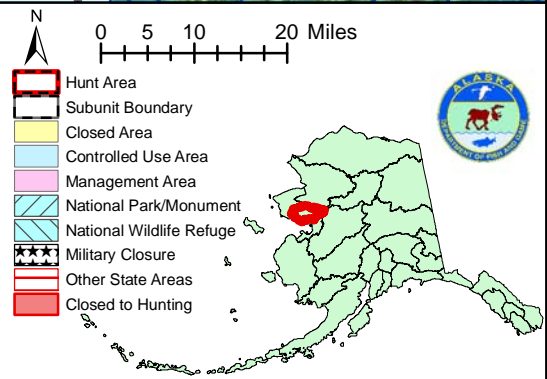 N
0 5 10 20 Miles
Hunt Area
Subunit Boundary
Closed Area
Controlled Use Area
Management Area
National Park/Monument
National Wildlife Refuge
Military Closure
Other State Areas
Closed to Hunting
ALASKA
DEPARTMENT OF FISH AND GAME